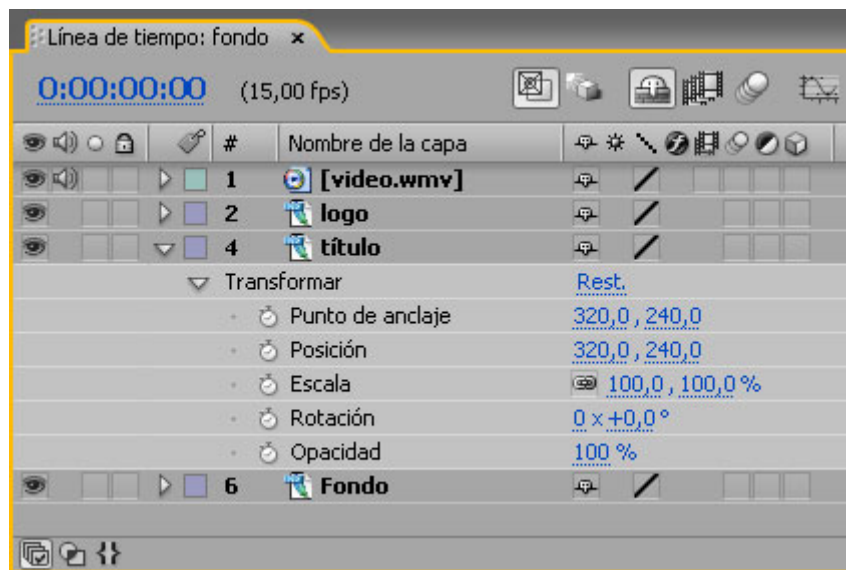 Línea de tiempo: fondo ×
0:00:00:00 (15,00 fps)
# Nombre de la capa
1 [video.wmv]
2 logo
4 título
Transformar Rest.
Punto de anclaje 320,0 , 240,0
Posición 320,0 , 240,0
Escala 100,0 , 100,0 %
Rotación 0 x +0,0 °
Opacidad 100 %
6 Fondo